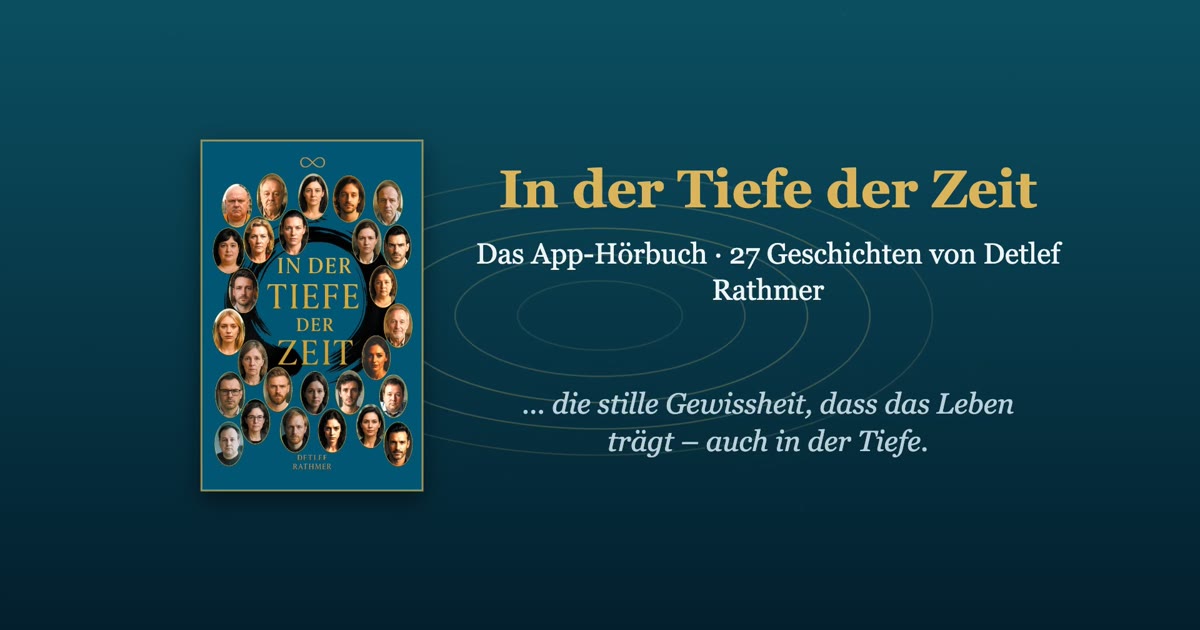 IN DER
TIEFE
DER
ZEIT
DETLEF
RATHMER
In der Tiefe der Zeit
Das App-Hörbuch · 27 Geschichten von Detlef
Rathmer
... die stille Gewissheit, dass das Leben
trägt – auch in der Tiefe.